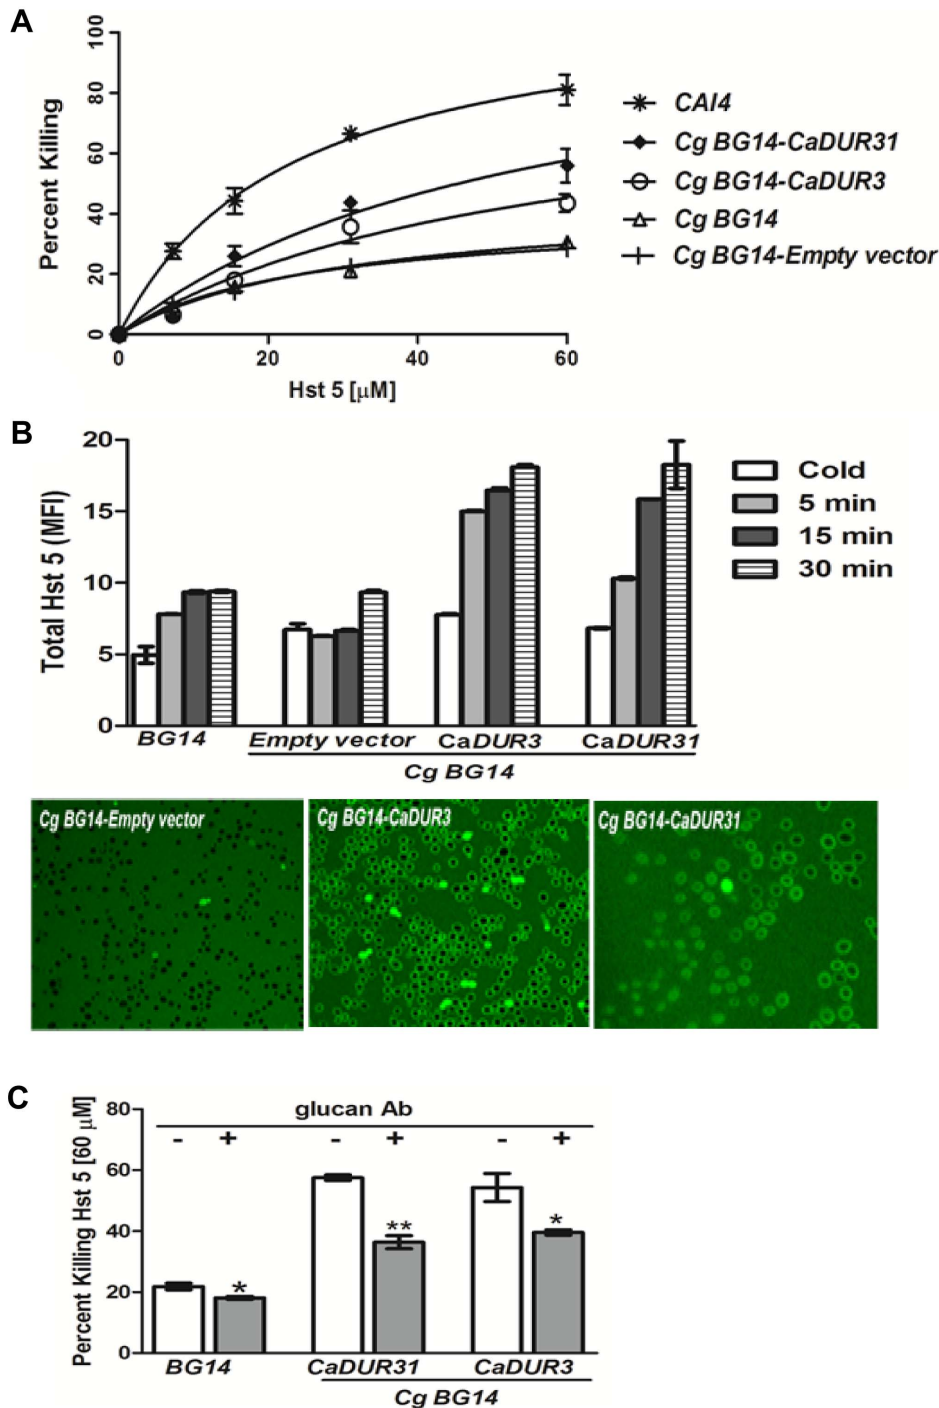 A
100
80
60
40
20
0
Percent Killing
0 20 40 60
Hst 5 [µM]
CAI4
Cg BG14-CaDUR31
Cg BG14-CaDUR3
Cg BG14
Cg BG14-Empty vector
B
20
15
10
5
0
Total Hst 5 (MFI)
Cold
5 min
15 min
30 min
BG14 Empty vector CaDUR3 CaDUR31
Cg BG14
Cg BG14-Empty vector
Cg BG14-CaDUR3
Cg BG14-CaDUR31
C
80
60
40
20
0
Percent Killing Hst 5 [60 µM]
glucan Ab
- + - + - +
* ** *
BG14 CaDUR31 CaDUR3
Cg BG14